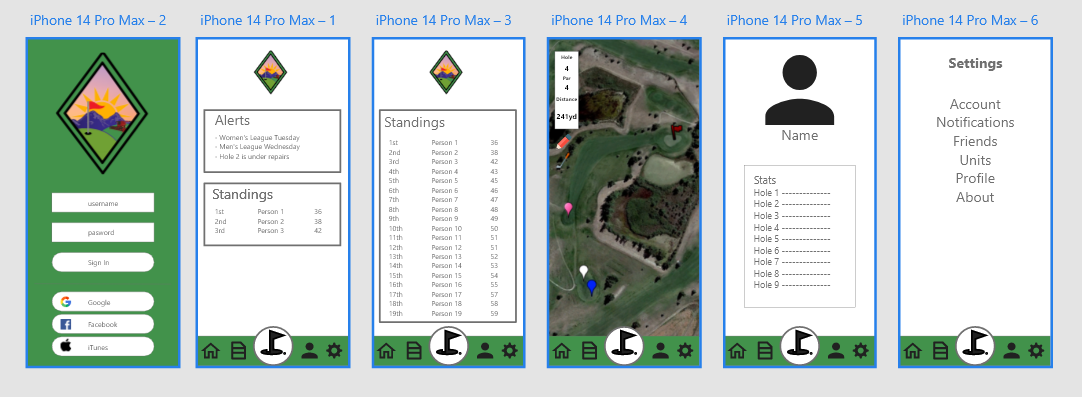 iPhone 14 Pro Max – 2
username
pasword
Sign In
Google
Facebook
iTunes
iPhone 14 Pro Max – 1
Alerts
- Women's League Tuesday
- Men's League Wednesday
- Hole 2 is under repairs
Standings
1st Person 1 36
2nd Person 2 38
3rd Person 3 42
iPhone 14 Pro Max – 3
Standings
1st Person 1 36
2nd Person 2 38
3rd Person 3 42
4th Person 4 43
5th Person 5 45
6th Person 6 46
7th Person 7 47
8th Person 8 48
9th Person 9 49
10th Person 10 50
11th Person 11 51
12th Person 12 51
13th Person 13 52
14th Person 14 53
15th Person 15 54
16th Person 16 55
17th Person 17 57
18th Person 18 58
19th Person 19 59
iPhone 14 Pro Max – 4
Hole
4
Par
4
Distance
241yd
iPhone 14 Pro Max – 5
Name
Stats
Hole 1 --------------
Hole 2 --------------
Hole 3 --------------
Hole 4 --------------
Hole 5 --------------
Hole 6 --------------
Hole 7 --------------
Hole 8 --------------
Hole 9 --------------
iPhone 14 Pro Max – 6
Settings
Account
Notifications
Friends
Units
Profile
About